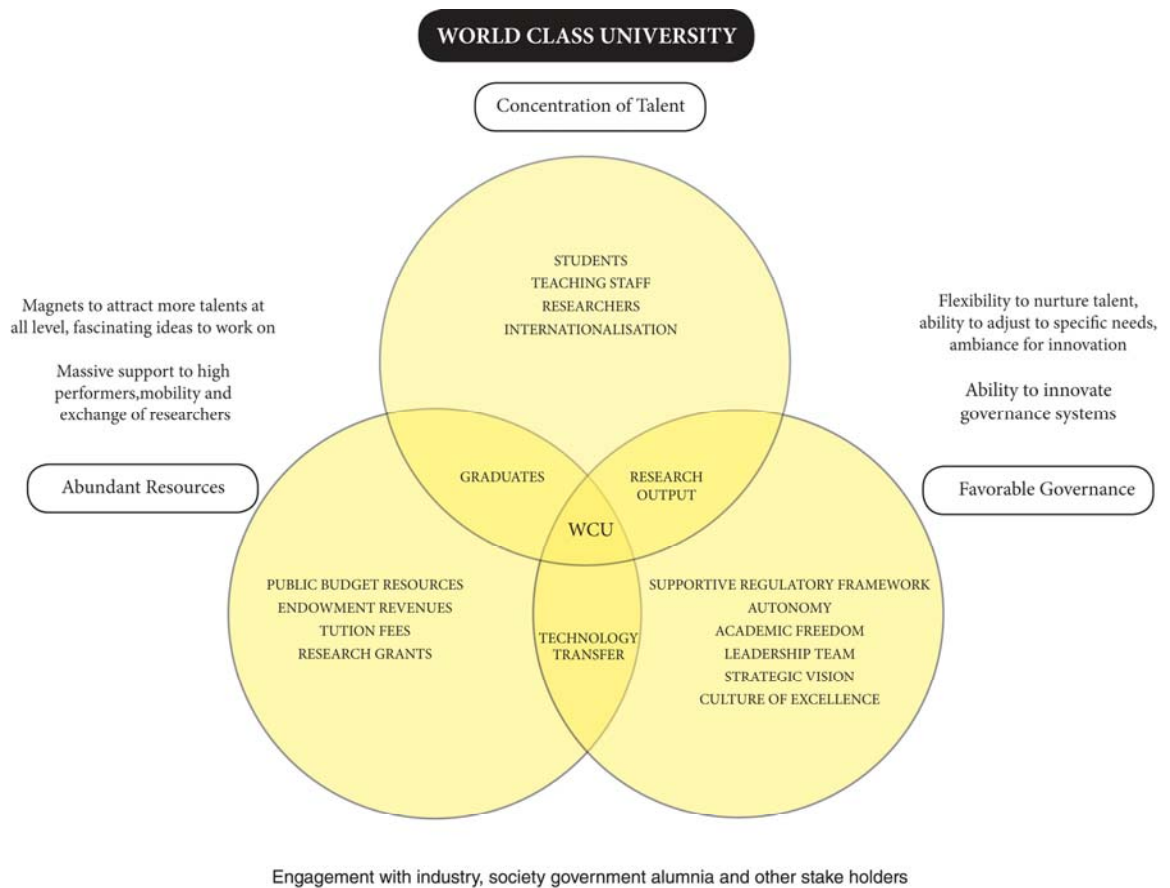 WORLD CLASS UNIVERSITY
Concentration of Talent
STUDENTS
TEACHING STAFF
RESEARCHERS
INTERNATIONALISATION
Magnets to attract more talents at
all level, fascinating ideas to work on
Massive support to high
performers,mobility and
exchange of researchers
Abundant Resources
Flexibility to nurture talent,
ability to adjust to specific needs,
ambiance for innovation
Ability to innovate
governance systems
Favorable Governance
GRADUATES
RESEARCH
OUTPUT
WCU
PUBLIC BUDGET RESOURCES
ENDOWMENT REVENUES
TUTION FEES
RESEARCH GRANTS
TECHNOLOGY
TRANSFER
SUPPORTIVE REGULATORY FRAMEWORK
AUTONOMY
ACADEMIC FREEDOM
LEADERSHIP TEAM
STRATEGIC VISION
CULTURE OF EXCELLENCE
Engagement with industry, society government alumnia and other stake holders